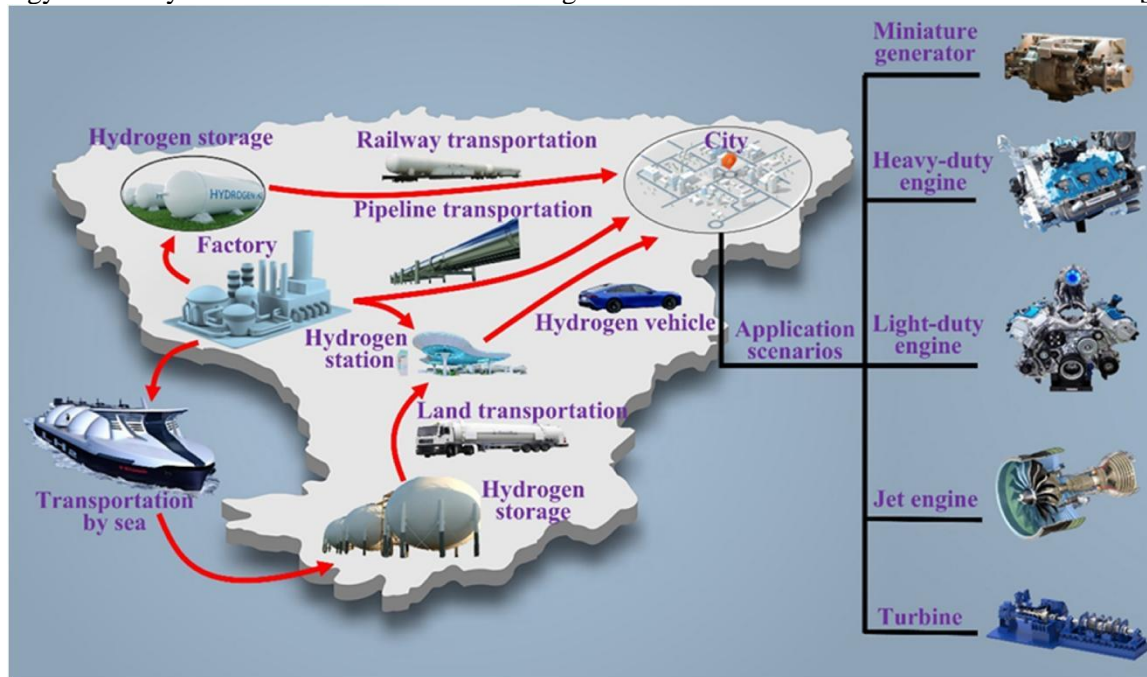 Miniature
generator
Hydrogen storage
Railway transportation
City
HYDROGEN
Pipeline transportation
Heavy-duty
engine
Factory
Hydrogen
station
Hydrogen vehicle
Application
scenarios
Light-duty
engine
Land transportation
LH2
Transportation
by sea
Hydrogen
storage
Jet engine
Turbine